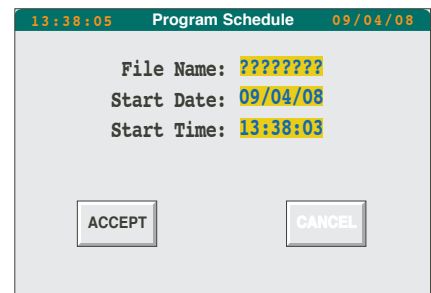 13:38:05 Program Schedule 09/04/08
File Name: ????????
Start Date: 09/04/08
Start Time: 13:38:03
ACCEPT CANCEL